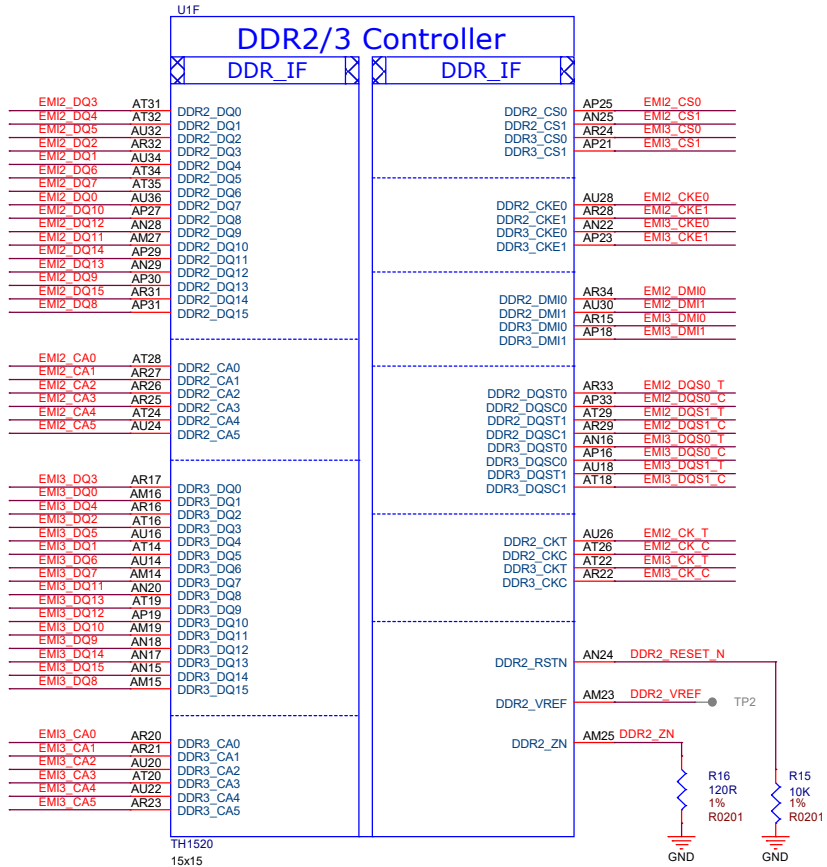 U1F
DDR2/3 Controller
DDR_IF
DDR_IF
EMI2_DQ3 AT31 DDR2_DQ0
EMI2_DQ4 AT32 DDR2_DQ1
EMI2_DQ5 AU32 DDR2_DQ2
EMI2_DQ2 AR32 DDR2_DQ3
EMI2_DQ1 AU34 DDR2_DQ4
EMI2_DQ6 AT34 DDR2_DQ5
EMI2_DQ7 AT35 DDR2_DQ6
EMI2_DQ0 AU36 DDR2_DQ7
EMI2_DQ10 AP27 DDR2_DQ8
EMI2_DQ12 AN28 DDR2_DQ9
EMI2_DQ11 AM27 DDR2_DQ10
EMI2_DQ14 AP29 DDR2_DQ11
EMI2_DQ13 AN29 DDR2_DQ12
EMI2_DQ9 AP30 DDR2_DQ13
EMI2_DQ15 AR31 DDR2_DQ14
EMI2_DQ8 AP31 DDR2_DQ15
EMI2_CA0 AT28 DDR2_CA0
EMI2_CA1 AR27 DDR2_CA1
EMI2_CA2 AR26 DDR2_CA2
EMI2_CA3 AR25 DDR2_CA3
EMI2_CA4 AT24 DDR2_CA4
EMI2_CA5 AU24 DDR2_CA5
EMI3_DQ3 AR17 DDR3_DQ0
EMI3_DQ0 AM16 DDR3_DQ1
EMI3_DQ4 AR16 DDR3_DQ2
EMI3_DQ2 AT16 DDR3_DQ3
EMI3_DQ5 AU16 DDR3_DQ4
EMI3_DQ1 AT14 DDR3_DQ5
EMI3_DQ6 AU14 DDR3_DQ6
EMI3_DQ7 AM14 DDR3_DQ7
EMI3_DQ11 AN20 DDR3_DQ8
EMI3_DQ13 AT19 DDR3_DQ9
EMI3_DQ12 AP19 DDR3_DQ10
EMI3_DQ10 AM19 DDR3_DQ11
EMI3_DQ9 AN18 DDR3_DQ12
EMI3_DQ14 AN17 DDR3_DQ13
EMI3_DQ15 AN15 DDR3_DQ14
EMI3_DQ8 AM15 DDR3_DQ15
EMI3_CA0 AR20 DDR3_CA0
EMI3_CA1 AR21 DDR3_CA1
EMI3_CA2 AU20 DDR3_CA2
EMI3_CA3 AT20 DDR3_CA3
EMI3_CA4 AU22 DDR3_CA4
EMI3_CA5 AR23 DDR3_CA5
DDR2_CS0 AP25 EMI2_CS0
DDR2_CS1 AN25 EMI2_CS1
DDR3_CS0 AR24 EMI3_CS0
DDR3_CS1 AP21 EMI3_CS1
DDR2_CKE0 AU28 EMI2_CKE0
DDR2_CKE1 AR28 EMI2_CKE1
DDR3_CKE0 AN22 EMI3_CKE0
DDR3_CKE1 AP23 EMI3_CKE1
DDR2_DMI0 AR34 EMI2_DMI0
DDR2_DMI1 AU30 EMI2_DMI1
DDR3_DMI0 AR15 EMI3_DMI0
DDR3_DMI1 AP18 EMI3_DMI1
DDR2_DQST0 AR33 EMI2_DQS0_T
DDR2_DQSC0 AP33 EMI2_DQS0_C
DDR2_DQST1 AT29 EMI2_DQS1_T
DDR2_DQSC1 AR29 EMI2_DQS1_C
DDR3_DQST0 AN16 EMI3_DQS0_T
DDR3_DQSC0 AP16 EMI3_DQS0_C
DDR3_DQST1 AU18 EMI3_DQS1_T
DDR3_DQSC1 AT18 EMI3_DQS1_C
DDR2_CKT AU26 EMI2_CK_T
DDR2_CKC AT26 EMI2_CK_C
DDR3_CKT AT22 EMI3_CK_T
DDR3_CKC AR22 EMI3_CK_C
DDR2_RSTN AN24 DDR2_RESET_N
DDR2_VREF AM23 DDR2_VREF TP2
DDR2_ZN AM25 DDR2_ZN
R16
120R
1%
R0201
GND
R15
10K
1%
R0201
GND
TH1520
15x15